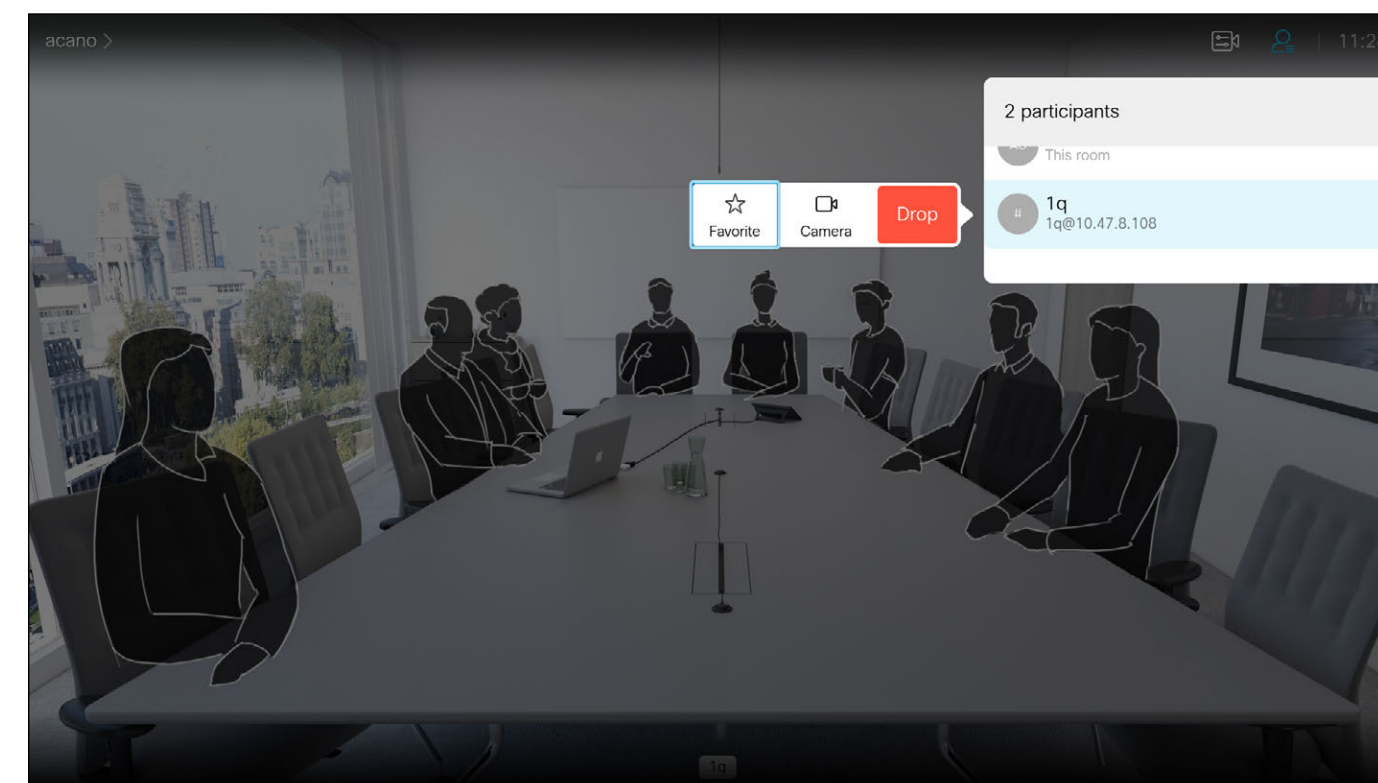 acano >
11:2
2 participants
This room
#
1q
1q@10.47.8.108
Favorite
Camera
Drop
1q